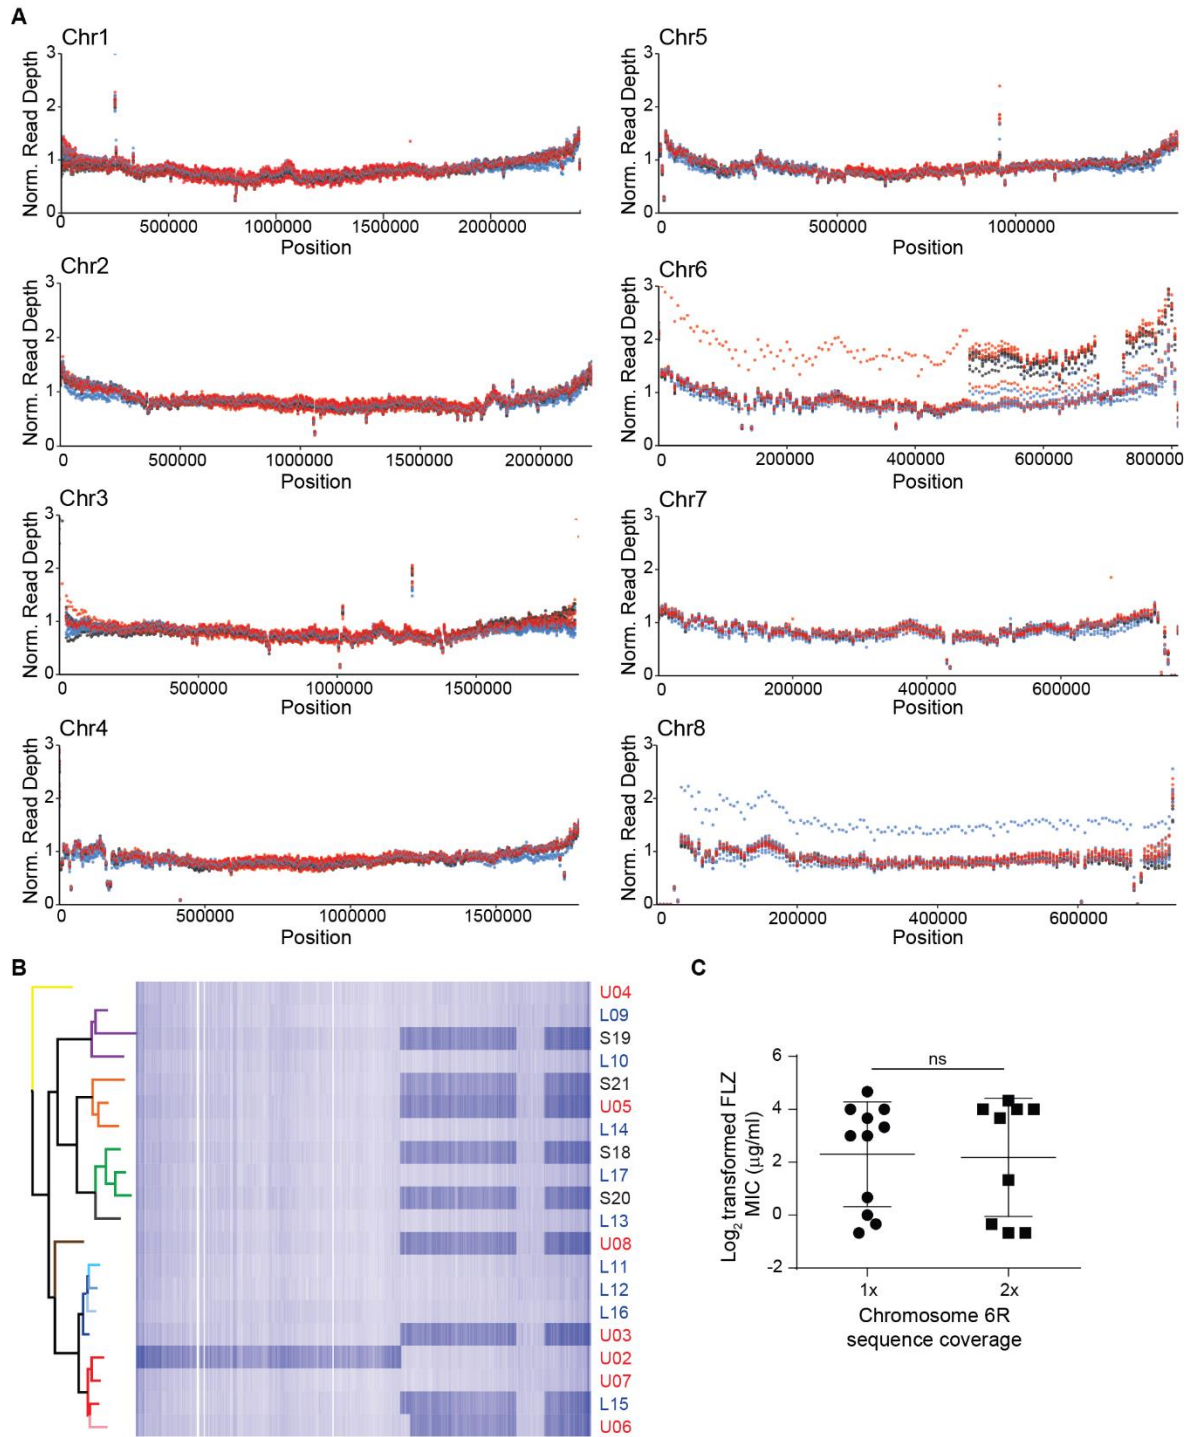 A
Chr1
Norm. Read Depth
3
2
1
0
0 500000 1000000 1500000 2000000
Position
Chr5
Norm. Read Depth
3
2
1
0
0 500000 1000000
Position
Chr2
Norm. Read Depth
3
2
1
0
0 500000 1000000 1500000 2000000
Position
Chr6
Norm. Read Depth
3
2
1
0
0 200000 400000 600000 800000
Position
Chr3
Norm. Read Depth
3
2
1
0
0 500000 1000000 1500000
Position
Chr7
Norm. Read Depth
3
2
1
0
0 200000 400000 600000
Position
Chr4
Norm. Read Depth
3
2
1
0
0 500000 1000000 1500000
Position
Chr8
Norm. Read Depth
3
2
1
0
0 200000 400000 600000
Position
B
U04
L09
S19
L10
S21
U05
L14
S18
L17
S20
L13
U08
L11
L12
L16
U03
U02
U07
L15
U06
C
Log₂ transformed FLZ
MIC (μg/ml)
6
4
2
0
-2
ns
1x 2x
Chromosome 6R
sequence coverage